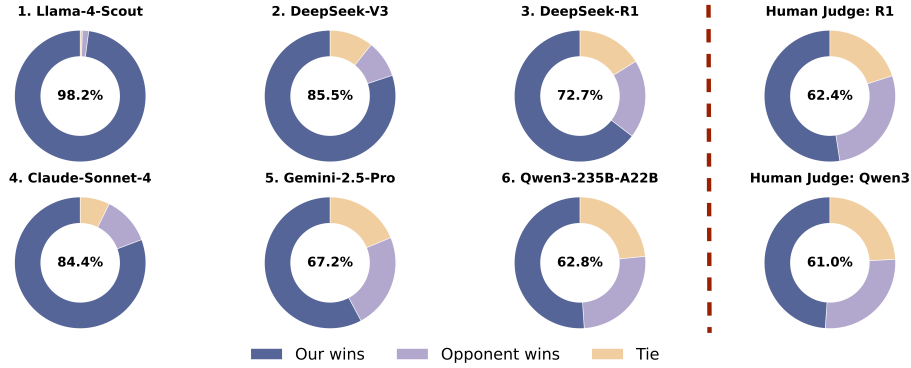 1. Llama-4-Scout
2. DeepSeek-V3
3. DeepSeek-R1
Human Judge: R1
98.2%
85.5%
72.7%
62.4%
4. Claude-Sonnet-4
5. Gemini-2.5-Pro
6. Qwen3-235B-A22B
Human Judge: Qwen3
84.4%
67.2%
62.8%
61.0%
Our wins
Opponent wins
Tie